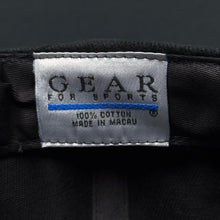 GEAR
FOR SPORTS
®
100% COTTON
MADE IN MACAU